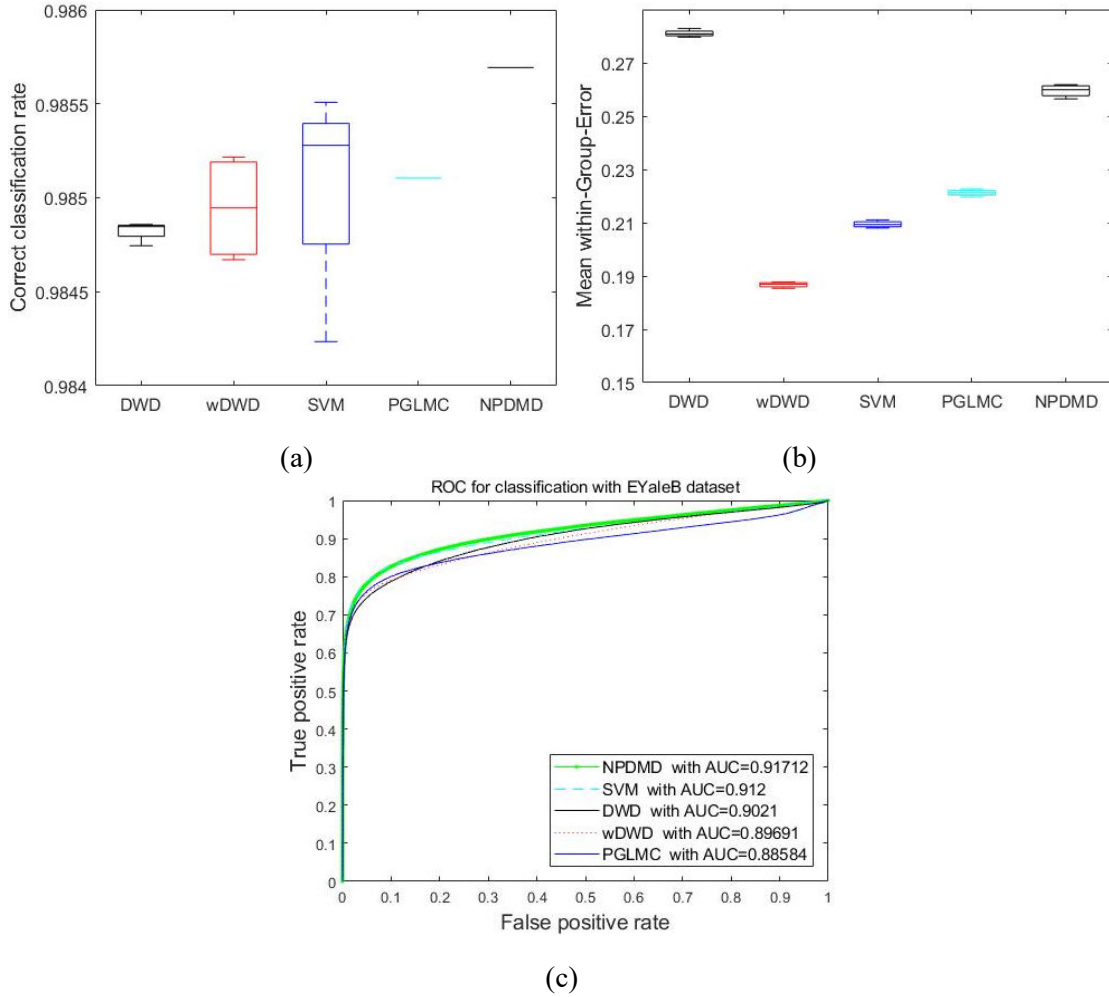 0.986
0.9855
0.985
0.9845
0.984
Correct classification rate
DWD wDWD SVM PGLMC NPDMD
(a)
0.27
0.25
0.23
0.21
0.19
0.17
0.15
Mean within-Group-Error
DWD wDWD SVM PGLMC NPDMD
(b)
ROC for classification with EYaleB dataset
1
0.9
0.8
0.7
0.6
0.5
0.4
0.3
0.2
0.1
0
True positive rate
NPDMD with AUC=0.91712
SVM with AUC=0.912
DWD with AUC=0.9021
wDWD with AUC=0.89691
PGLMC with AUC=0.88584
0 0.1 0.2 0.3 0.4 0.5 0.6 0.7 0.8 0.9 1
False positive rate
(c)